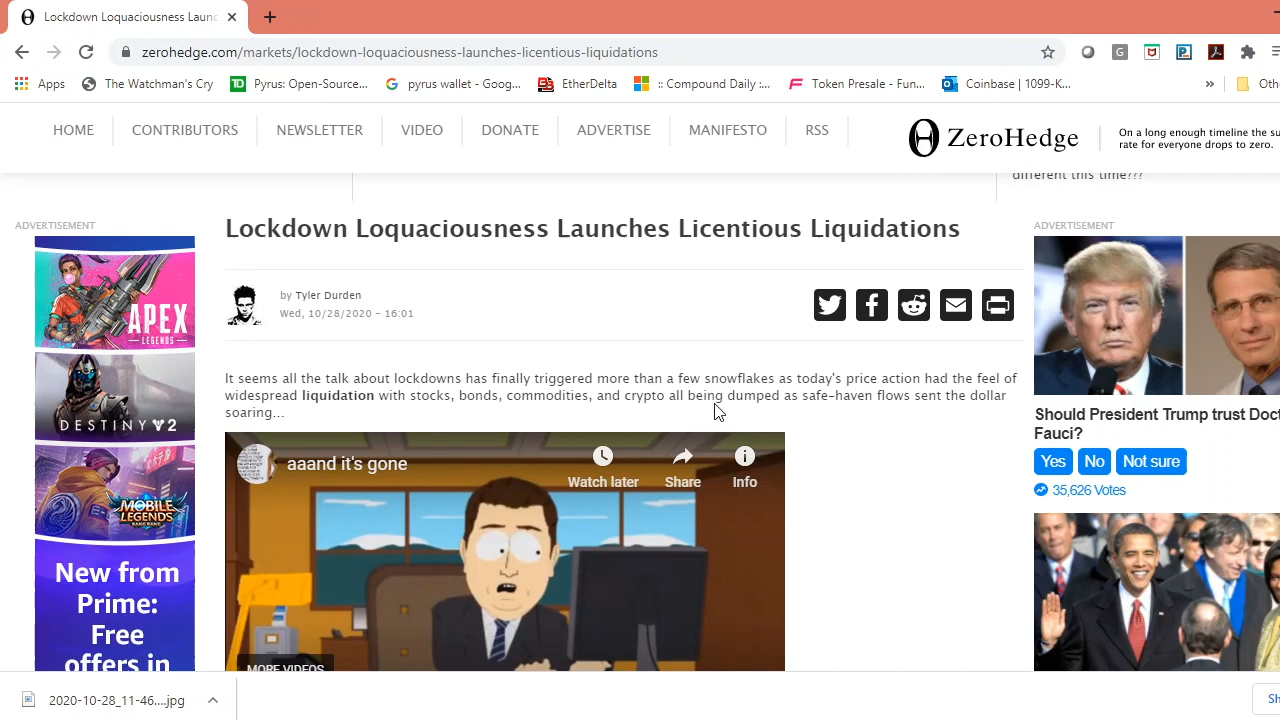 Lockdown Loquaciousness Launc
zerohedge.com/markets/lockdown-loquaciousness-launches-licentious-liquidations
Apps
The Watchman's Cry
Pyrus: Open-Source...
pyrus wallet - Goog...
EtherDelta
:: Compound Daily :...
Token Presale - Fun...
Coinbase | 1099-K...
»
Othe
HOME
CONTRIBUTORS
NEWSLETTER
VIDEO
DONATE
ADVERTISE
MANIFESTO
RSS
ZeroHedge
On a long enough timeline the su
rate for everyone drops to zero.
different this time???
ADVERTISEMENT
APEX
LEGENDS
DESTINY 2
MOBILE
LEGENDS
BANG BANG
New from
Prime:
Free
offers in
Lockdown Loquaciousness Launches Licentious Liquidations
by Tyler Durden
Wed, 10/28/2020 - 16:01
It seems all the talk about lockdowns has finally triggered more than a few snowflakes as today's price action had the feel of
widespread liquidation with stocks, bonds, commodities, and crypto all being dumped as safe-haven flows sent the dollar
soaring...
aaand it's gone
Watch later
Share
Info
MORE VIDEOS
ADVERTISEMENT
Should President Trump trust Doct
Fauci?
Yes
No
Not sure
35,626 Votes
2020-10-28_11-46....jpg
Sh